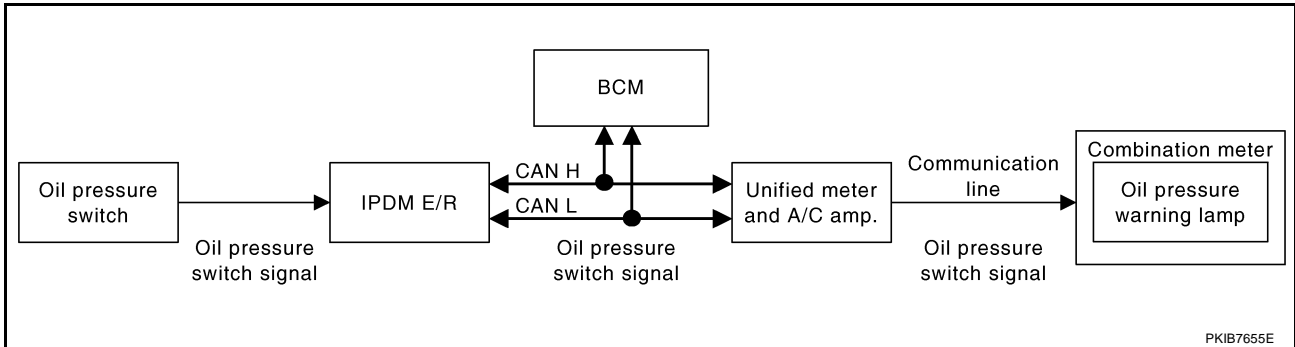 BCM
Oil pressure
switch
Oil pressure
switch signal
IPDM E/R
CAN H
CAN L
Oil pressure
switch signal
Unified meter
and A/C amp.
Communication
line
Oil pressure
switch signal
Combination meter
Oil pressure
warning lamp
PKIB7655E